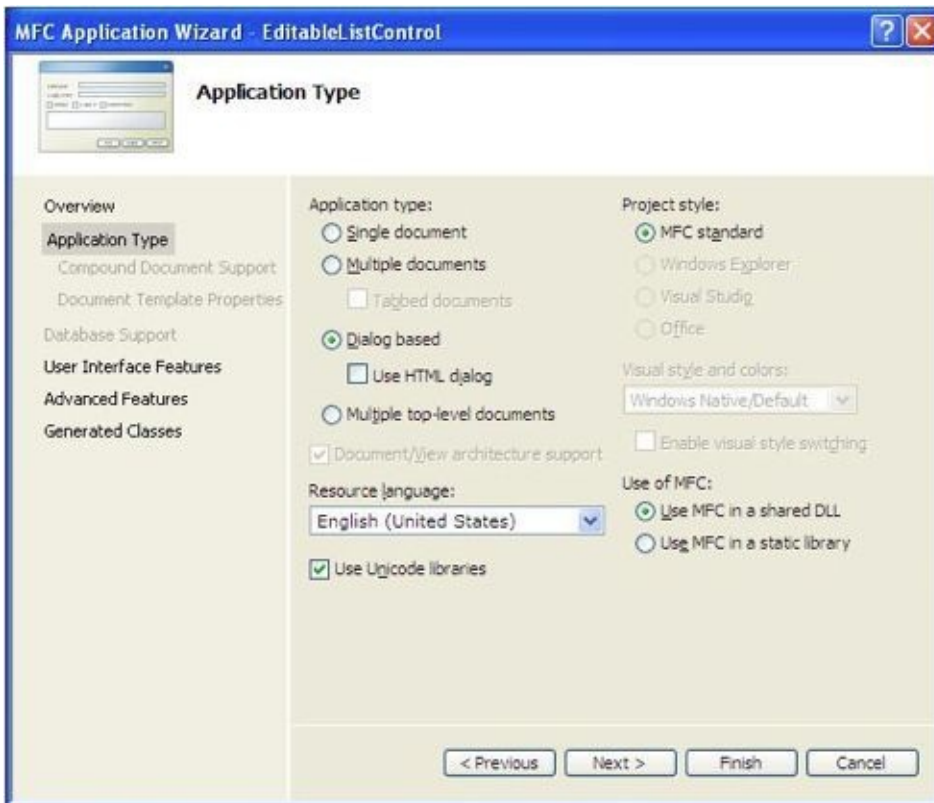 MFC Application Wizard - EditableListControl
Application Type
Overview
Application Type
Compound Document Support
Document Template Properties
Database Support
User Interface Features
Advanced Features
Generated Classes
Application type:
Single document
Multiple documents
Tabbed documents
Dialog based
Use HTML dialog
Multiple top-level documents
Document/View architecture support
Resource language:
English (United States)
Use Unicode libraries
Project style:
MFC standard
Windows Explorer
Visual Studio
Office
Visual style and colors:
Windows Native/Default
Enable visual style switching
Use of MFC:
Use MFC in a shared DLL
Use MFC in a static library
< Previous
Next >
Finish
Cancel